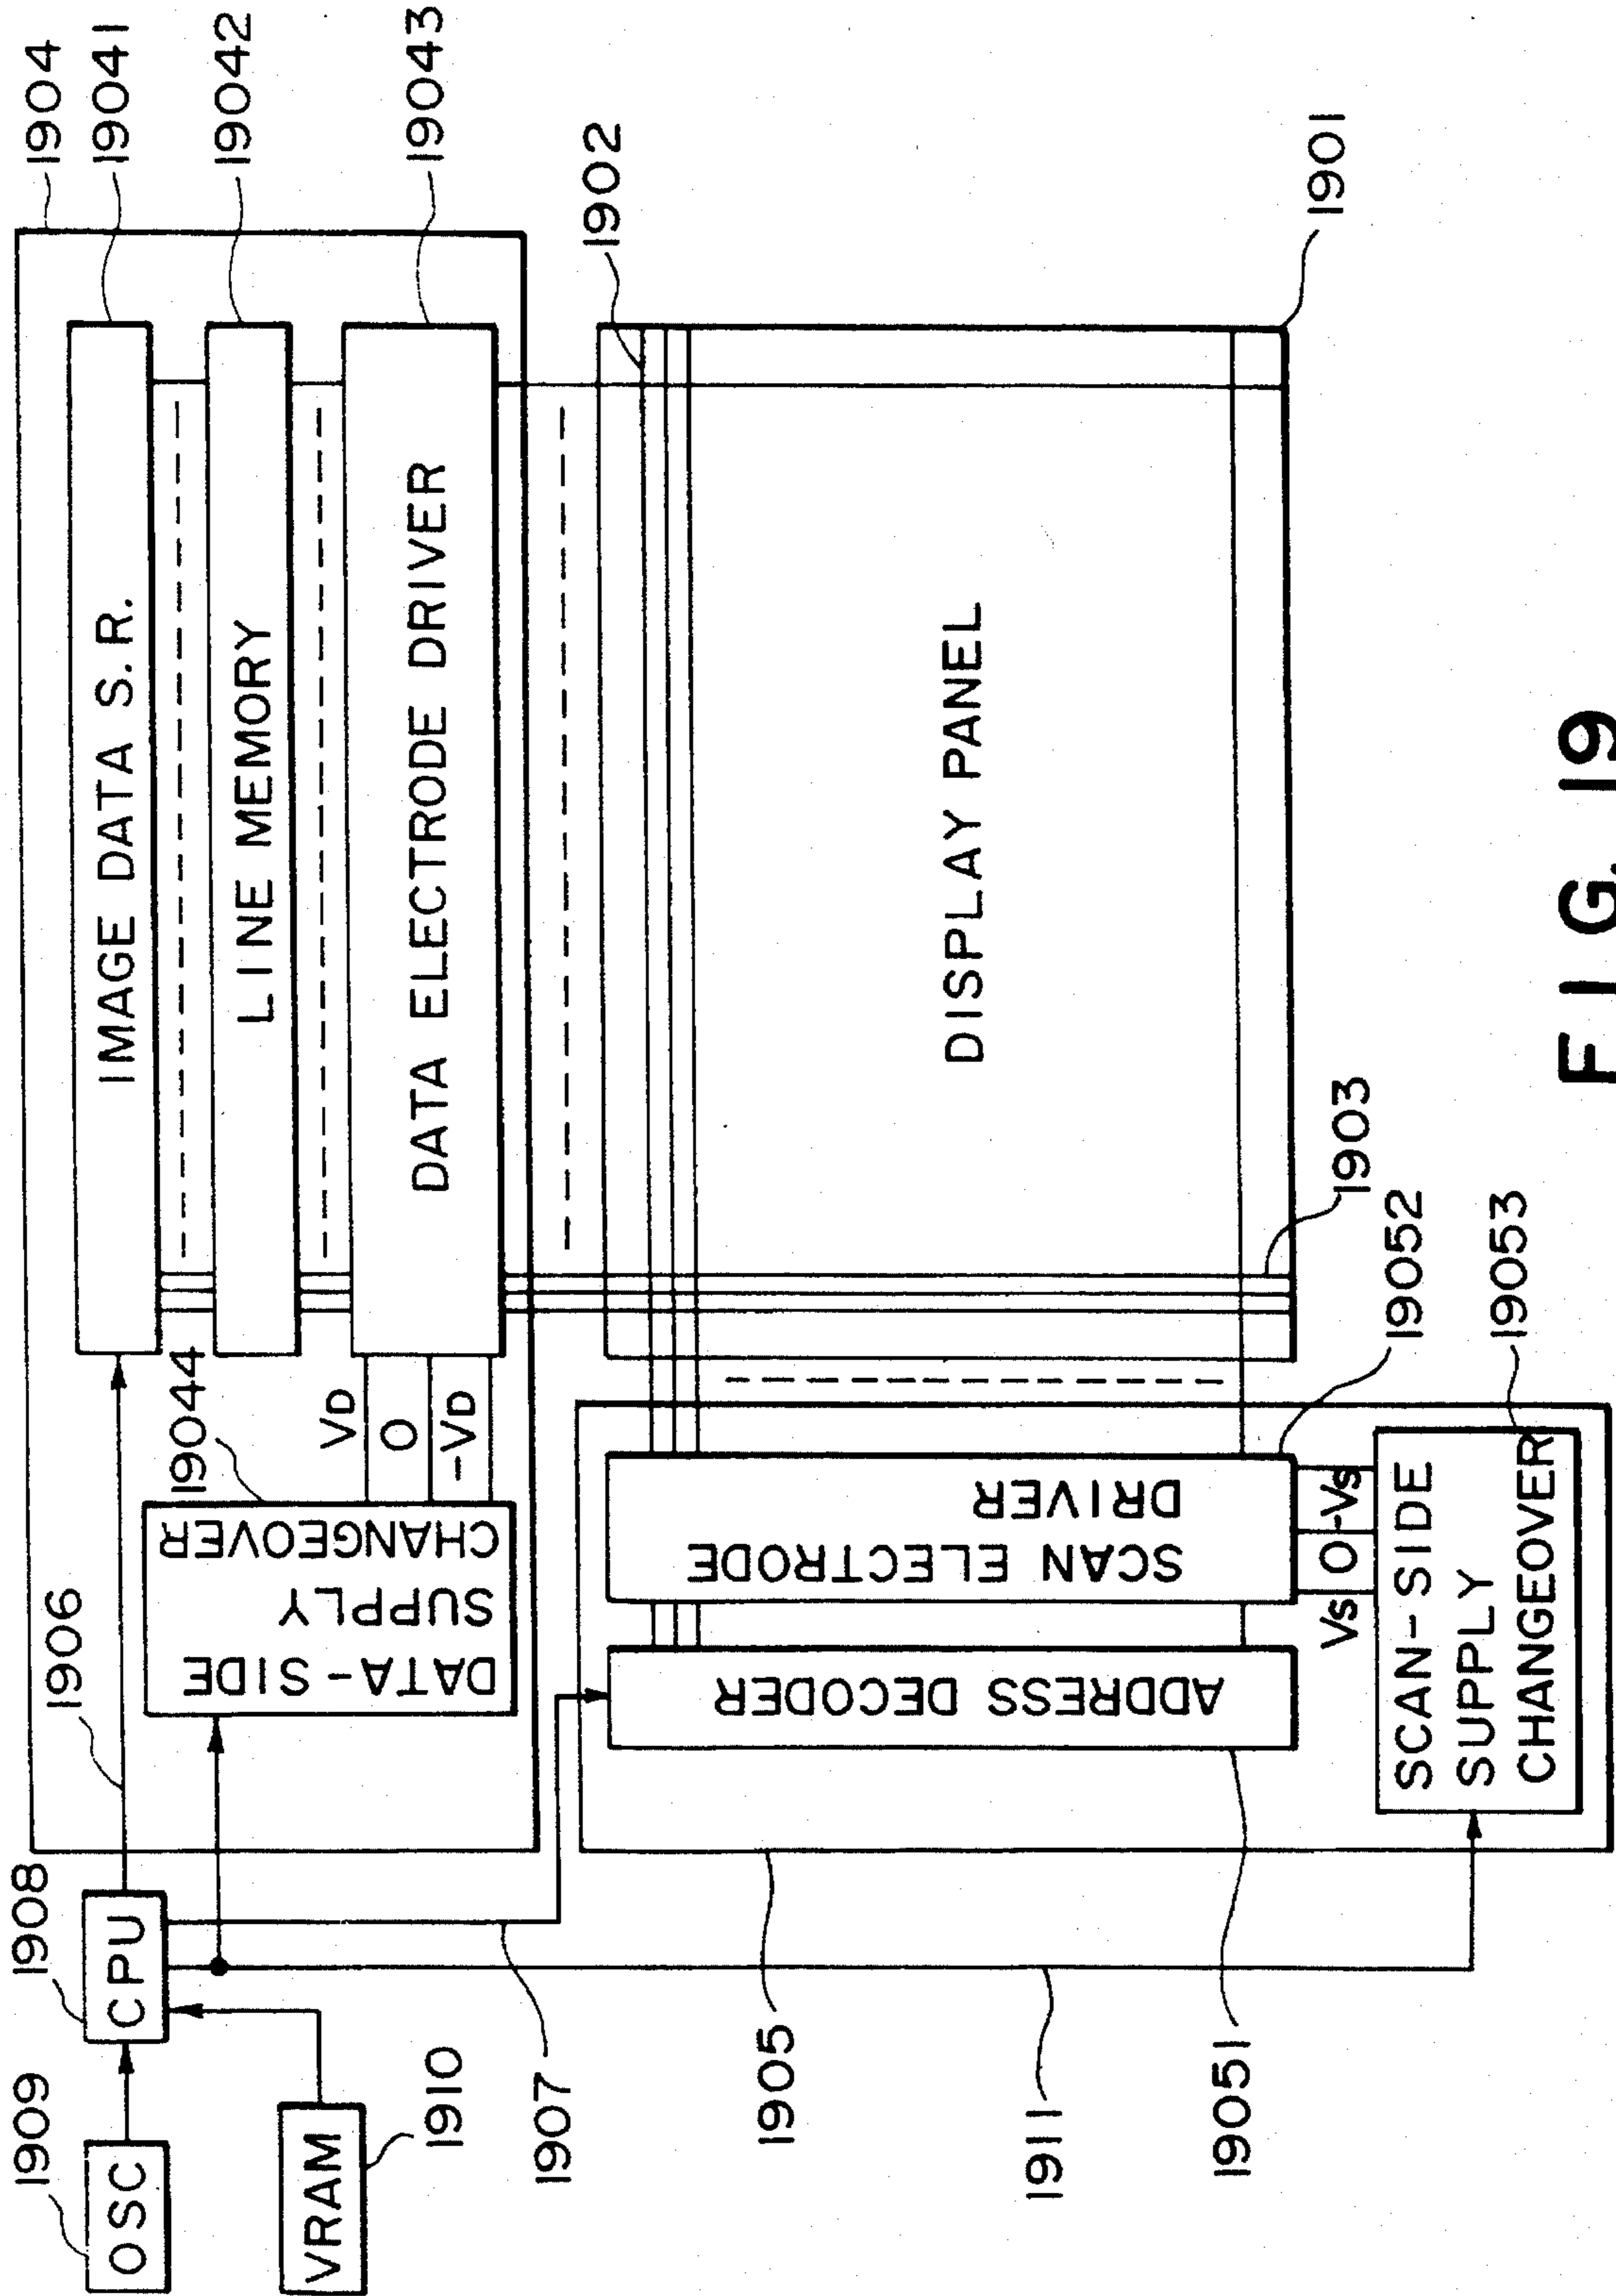 1904
19041
19042
19043
IMAGE DATA S.R.
LINE MEMORY
DATA ELECTRODE DRIVER
1906
19044
DATA-SIDE
SUPPLY
CHANGEOVER
VD
O
-VD
1909
OSC
1908
CPU
VRAM
1910
1907
1902
1901
DISPLAY PANEL
1903
1905
ADDRESS DECODER
SCAN ELECTRODE
DRIVER
19051
19052
Vs
O
-Vs
SCAN-SIDE
SUPPLY
CHANGEOVER
19053
1911
FIG. 19